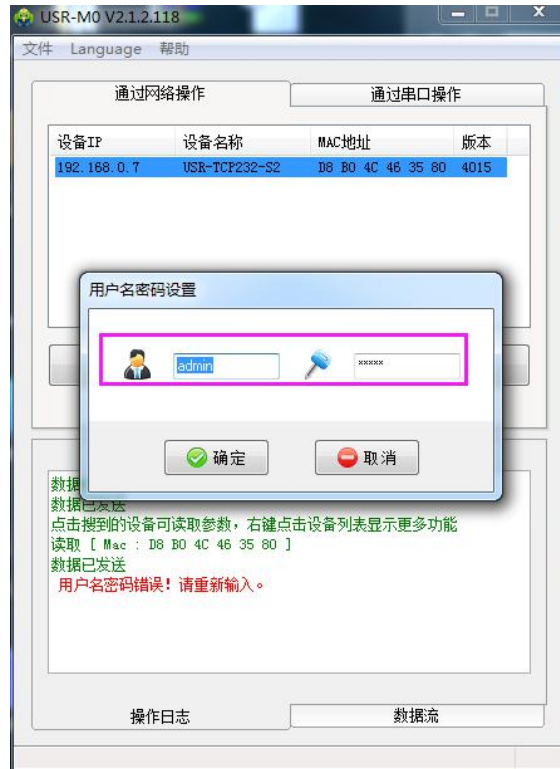 USR-M0 V2.1.2.118
文件 Language 帮助
通过网络操作 通过串口操作
设备IP 设备名称 MAC地址 版本
192.168.0.7 USR-TCP232-S2 D8 B0 4C 46 35 80 4015
用户名密码设置
admin *****
确定 取消
数据已发送
点击搜到的设备可读取参数，右键点击设备列表显示更多功能
读取 [ Mac : D8 B0 4C 46 35 80 ]
数据已发送
用户名密码错误！请重新输入。
操作日志 数据流